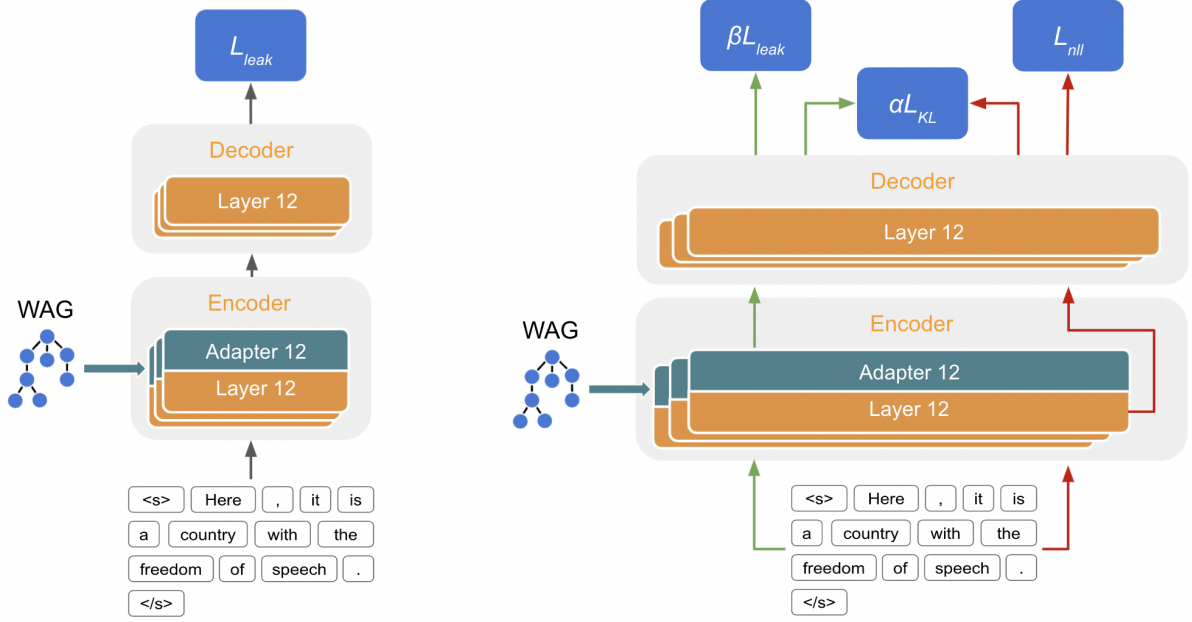 L_leak
Decoder
Layer 12
WAG
Encoder
Adapter 12
Layer 12
<s> Here , it is
a country with the
freedom of speech .
</s>
βL_leak
L_nll
αL_KL
Decoder
Layer 12
WAG
Encoder
Adapter 12
Layer 12
<s> Here , it is
a country with the
freedom of speech .
</s>